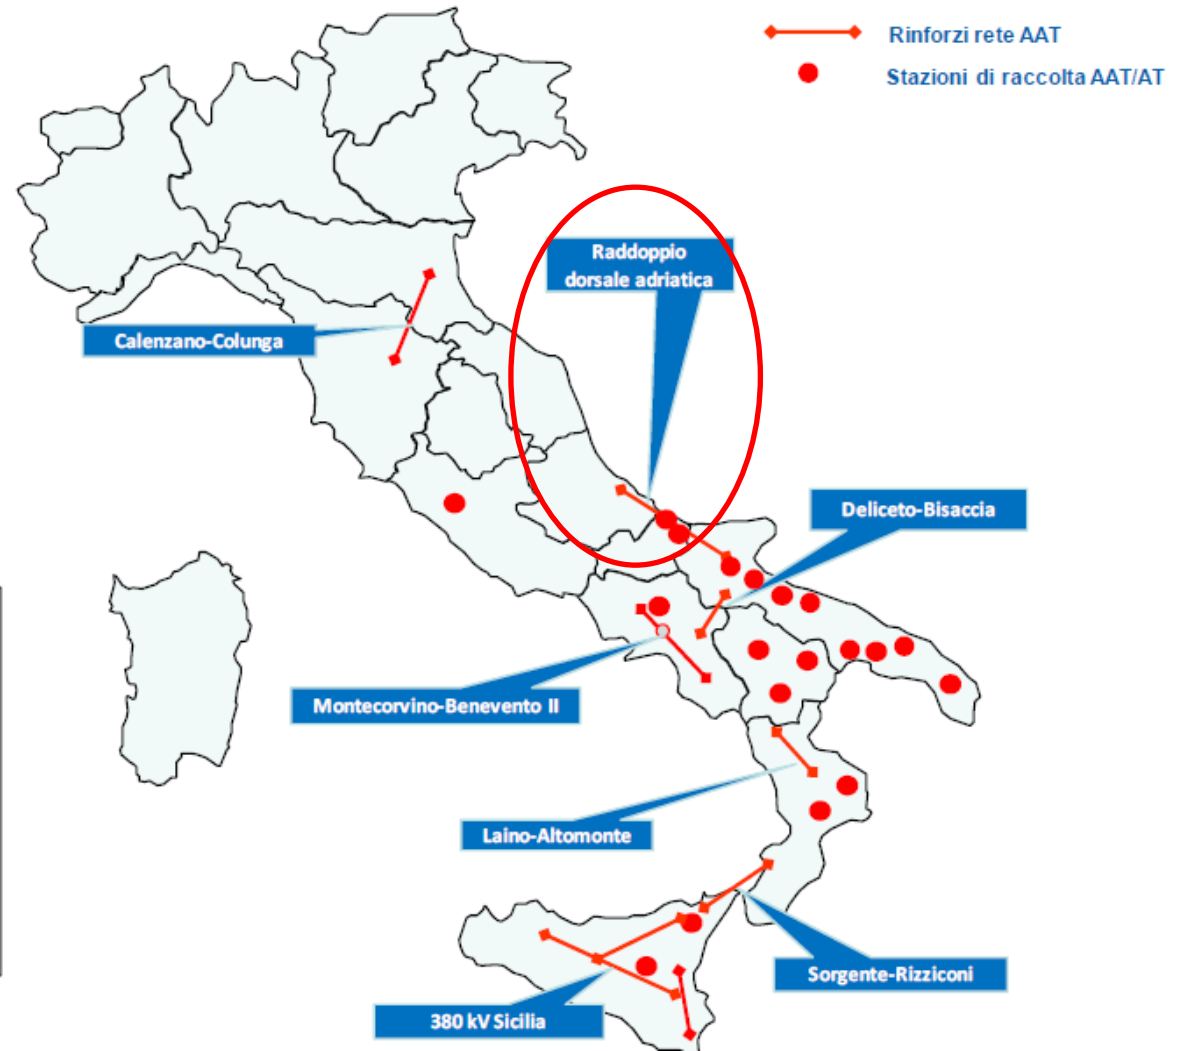 Rinforzi rete AAT
Stazioni di raccolta AAT/AT
Raddoppio
dorsale adriatica
Calenzano-Colunga
Deliceto-Bisaccia
Montecorvino-Benevento II
Laino-Altomonte
Sorgente-Rizziconi
380 kV Sicilia